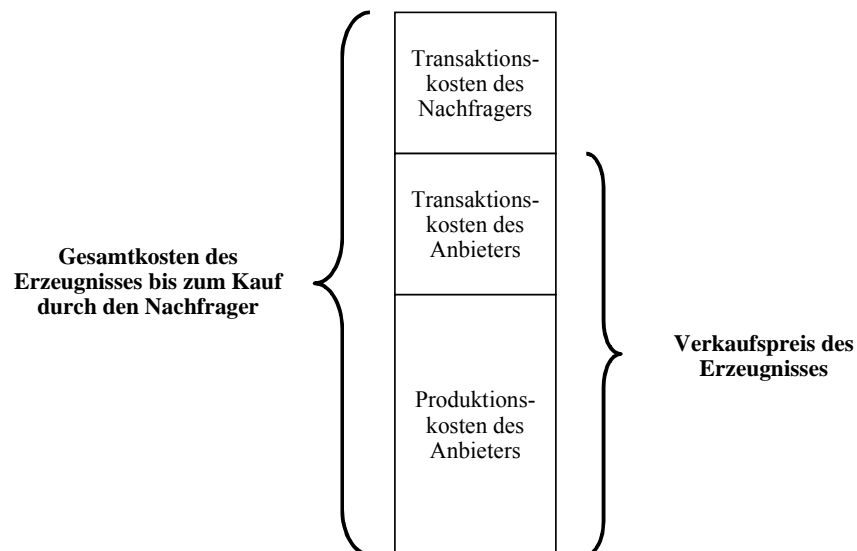 Transaktions-
kosten des
Nachfragers
Transaktions-
kosten des
Anbieters
Gesamtkosten des
Erzeugnisses bis zum Kauf
durch den Nachfrager
Verkaufspreis des
Erzeugnisses
Produktions-
kosten des
Anbieters